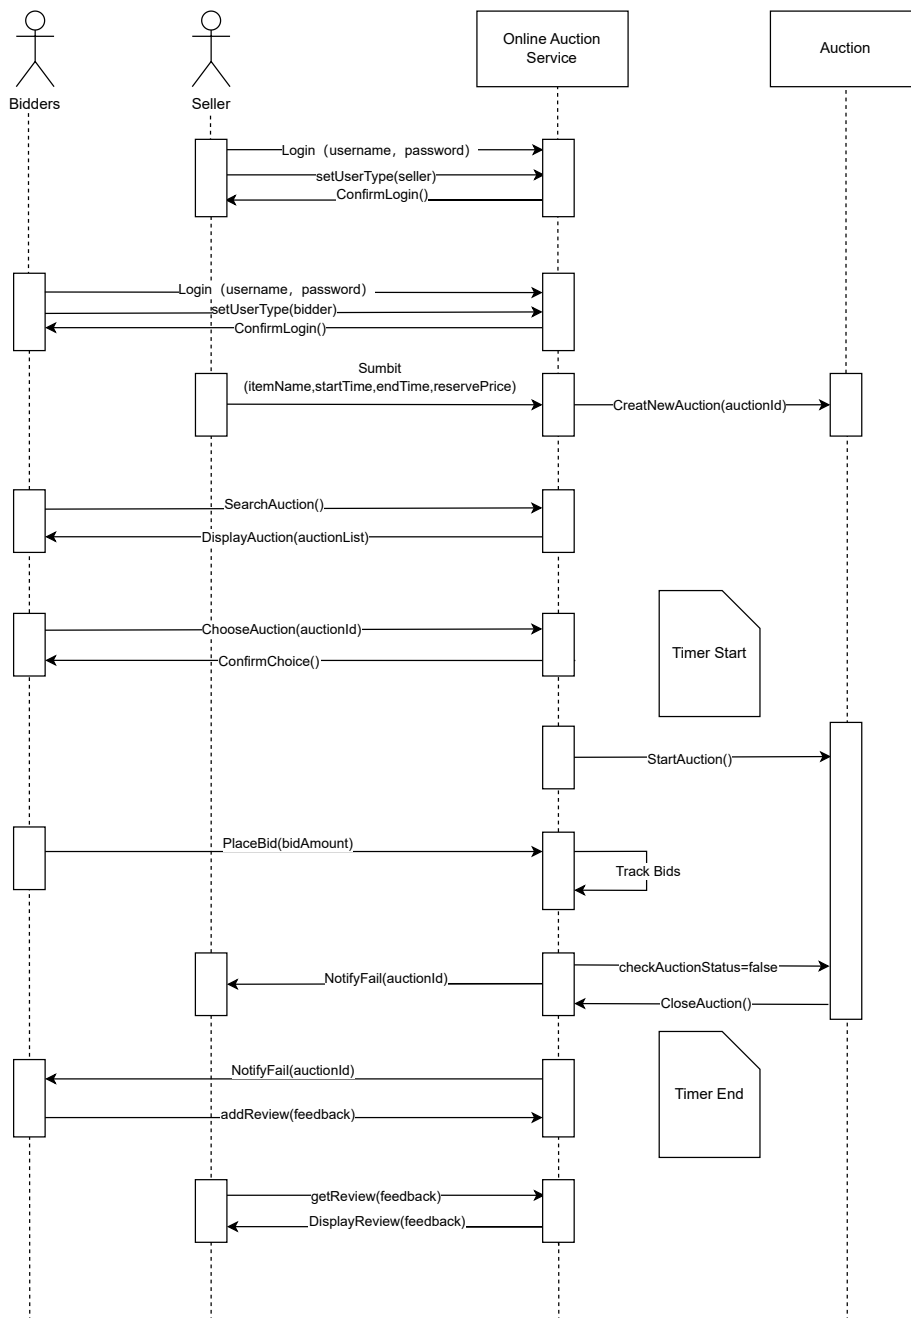 Online Auction
Service
Auction
Bidders
Seller
Login（username，password）
setUserType(seller)
ConfirmLogin()
Login（username，password）
setUserType(bidder)
ConfirmLogin()
Sumbit
(itemName,startTime,endTime,reservePrice)
CreatNewAuction(auctionId)
SearchAuction()
DisplayAuction(auctionList)
ChooseAuction(auctionId)
ConfirmChoice()
Timer Start
StartAuction()
PlaceBid(bidAmount)
Track Bids
checkAuctionStatus=false
NotifyFail(auctionId)
CloseAuction()
NotifyFail(auctionId)
Timer End
addReview(feedback)
getReview(feedback)
DisplayReview(feedback)